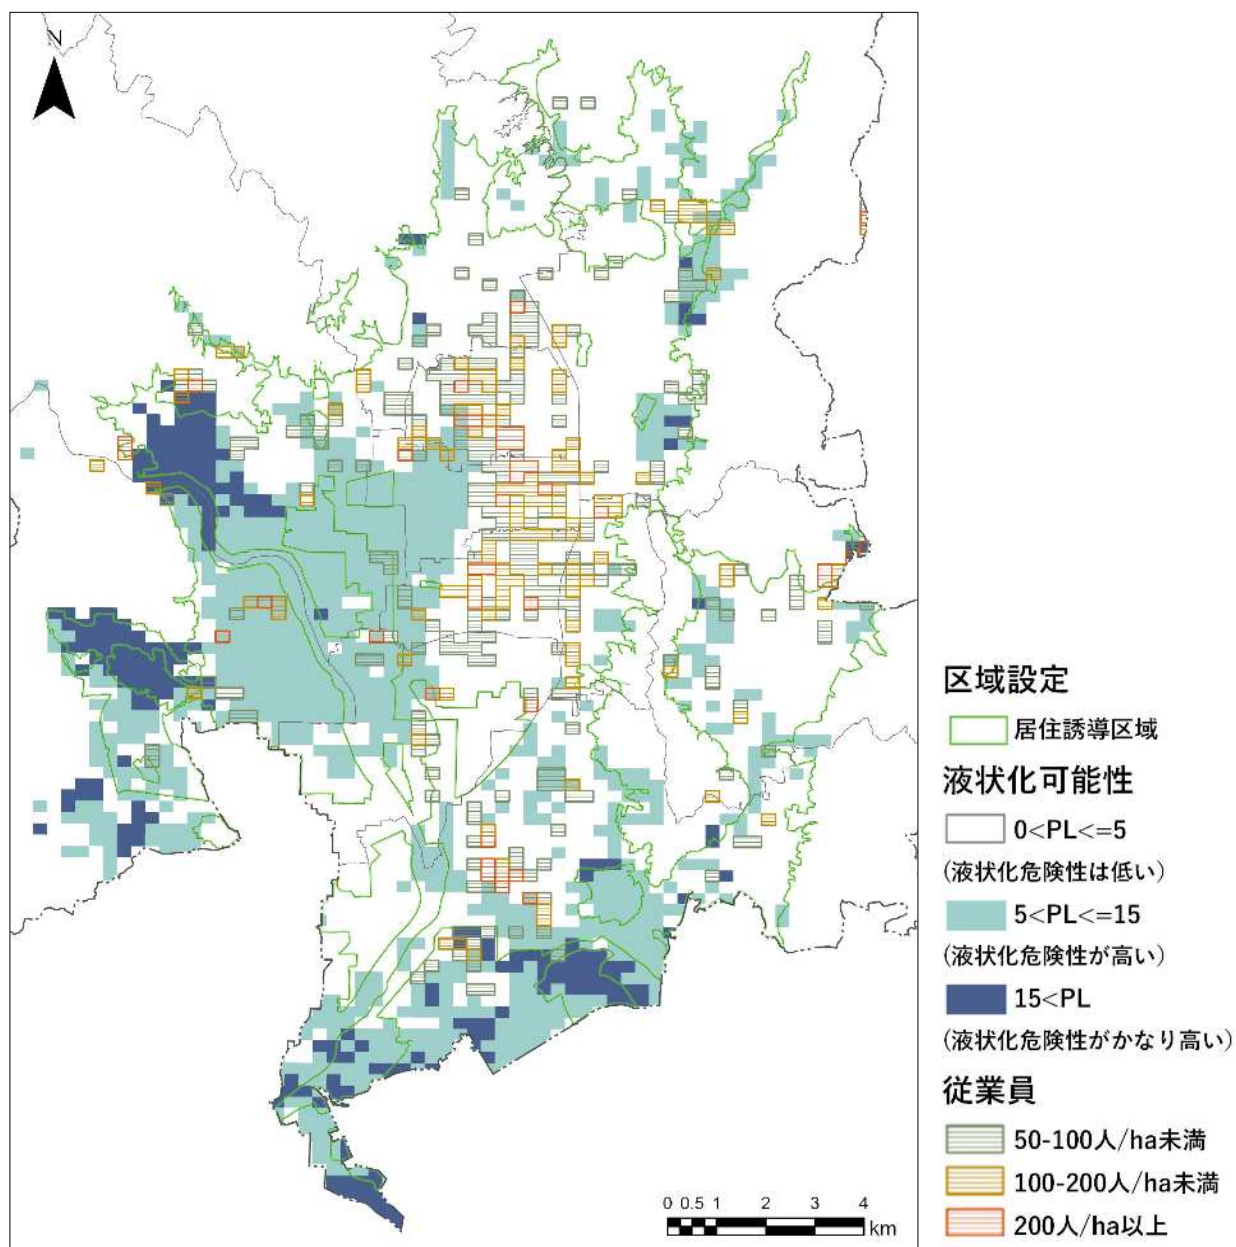 N
区域設定
居住誘導区域
液状化可能性
0<PL<=5
(液状化危険性は低い)
5<PL<=15
(液状化危険性が高い)
15<PL
(液状化危険性がかなり高い)
従業員
50-100人/ha未満
100-200人/ha未満
200人/ha以上
0 0.5 1 2 3 4
km